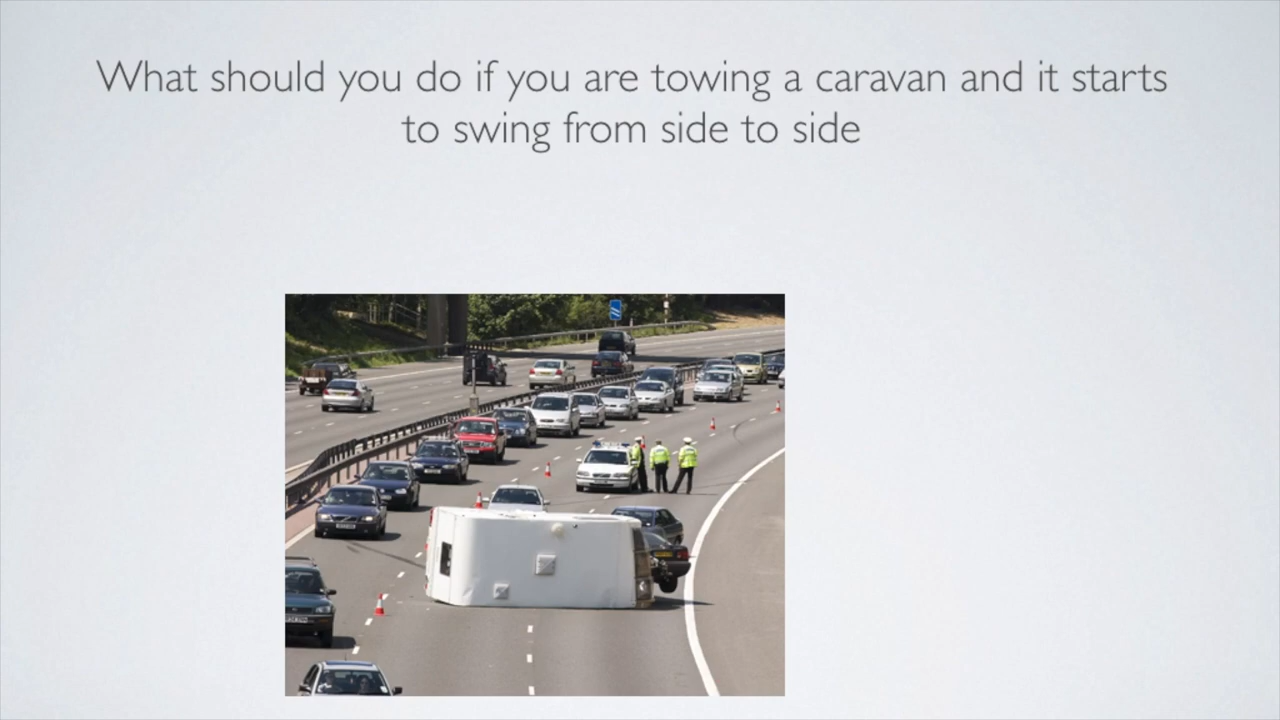 What should you do if you are towing a caravan and it starts
to swing from side to side